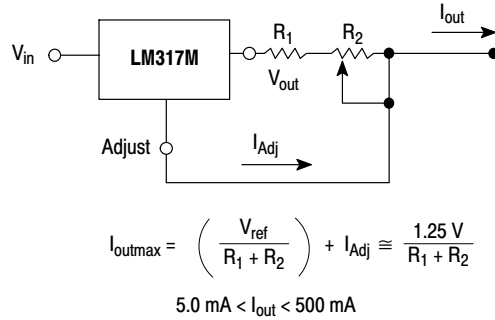 I_out
R_1
R_2
V_in
LM317M
V_out
Adjust
I_Adj
I_outmax = ( V_ref / R_1 + R_2 ) + I_Adj ≅ 1.25 V / R_1 + R_2
5.0 mA < I_out < 500 mA